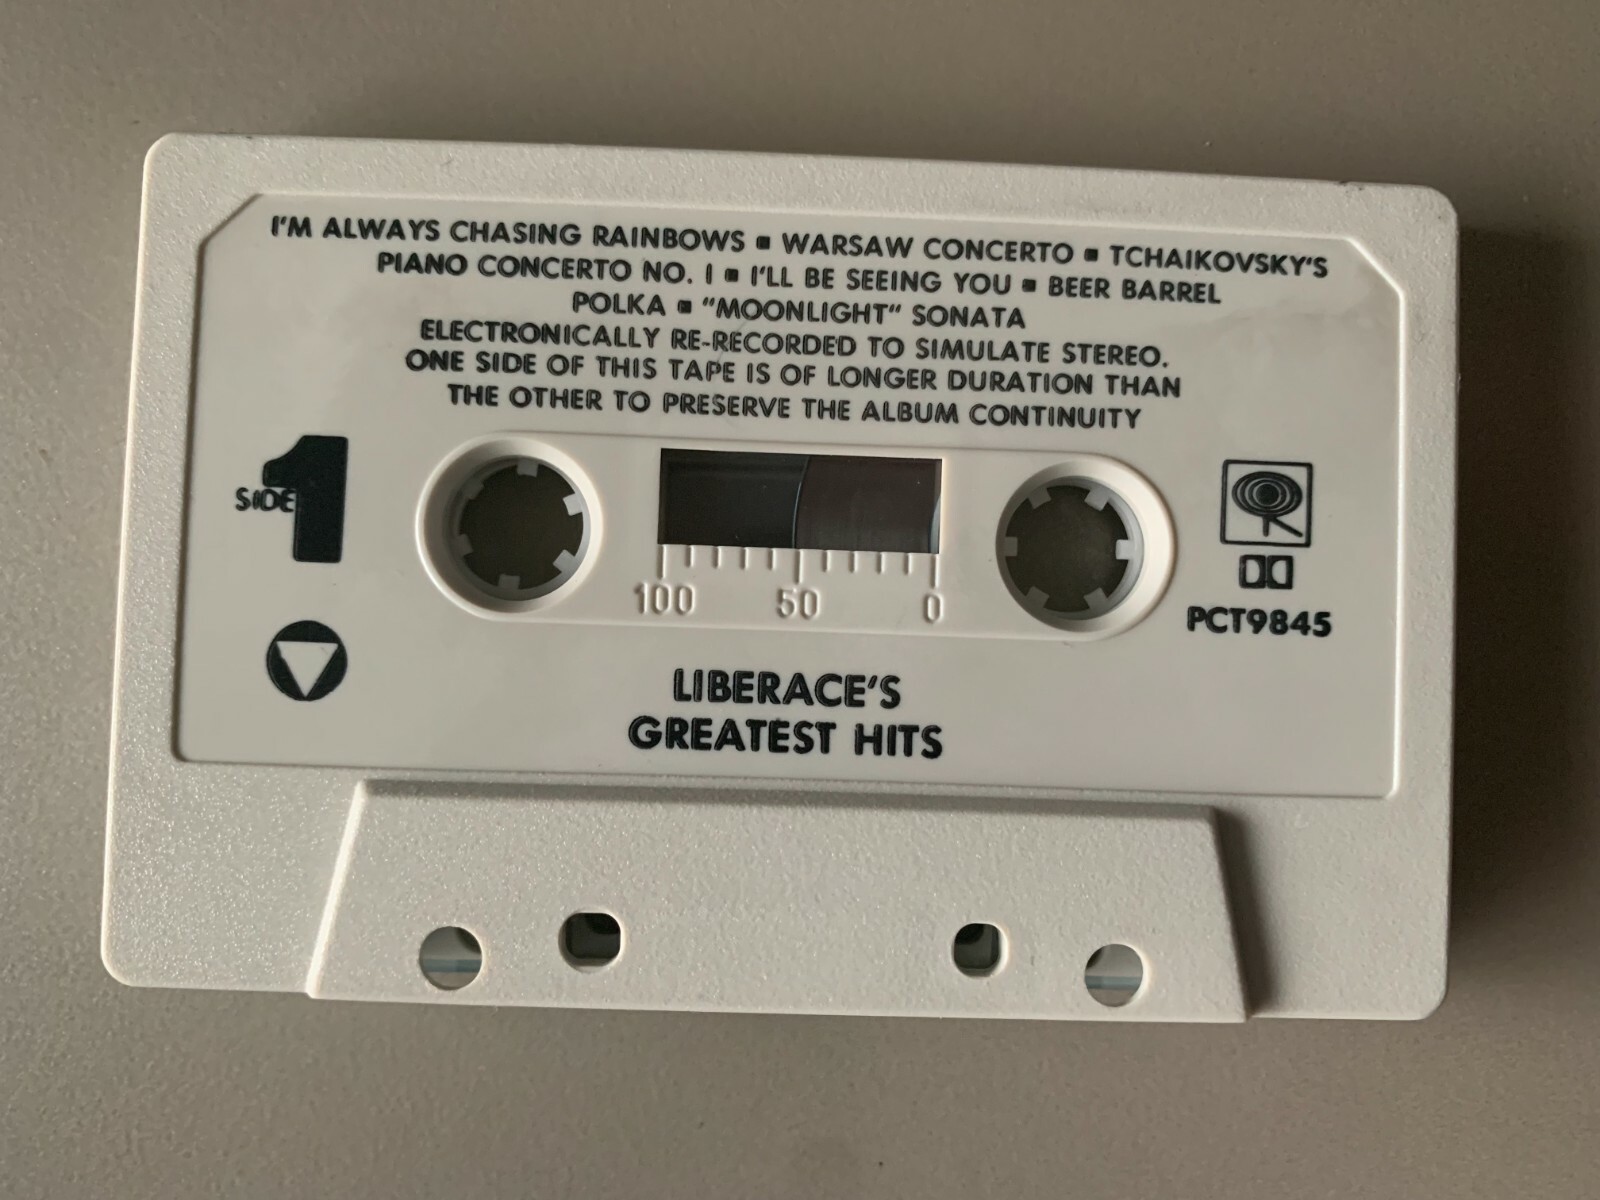 I'M ALWAYS CHASING RAINBOWS ▪ WARSAW CONCERTO ▪ TCHAIKOVSKY'S
PIANO CONCERTO NO. 1 ▪ I'LL BE SEEING YOU ▪ BEER BARREL
POLKA ▪ "MOONLIGHT" SONATA
ELECTRONICALLY RE-RECORDED TO SIMULATE STEREO.
ONE SIDE OF THIS TAPE IS OF LONGER DURATION THAN
THE OTHER TO PRESERVE THE ALBUM CONTINUITY
SIDE 1
100 50 0
PCT9845
LIBERACE'S
GREATEST HITS